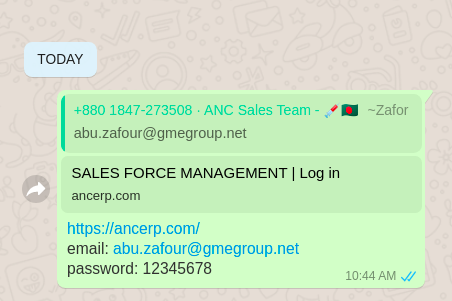 TODAY
+880 1847-273508 · ANC Sales Team - 💉🇧🇩 ~Zafor
abu.zafour@gmegroup.net
SALES FORCE MANAGEMENT | Log in
ancerp.com
https://ancerp.com/
email: abu.zafour@gmegroup.net
password: 12345678
10:44 AM